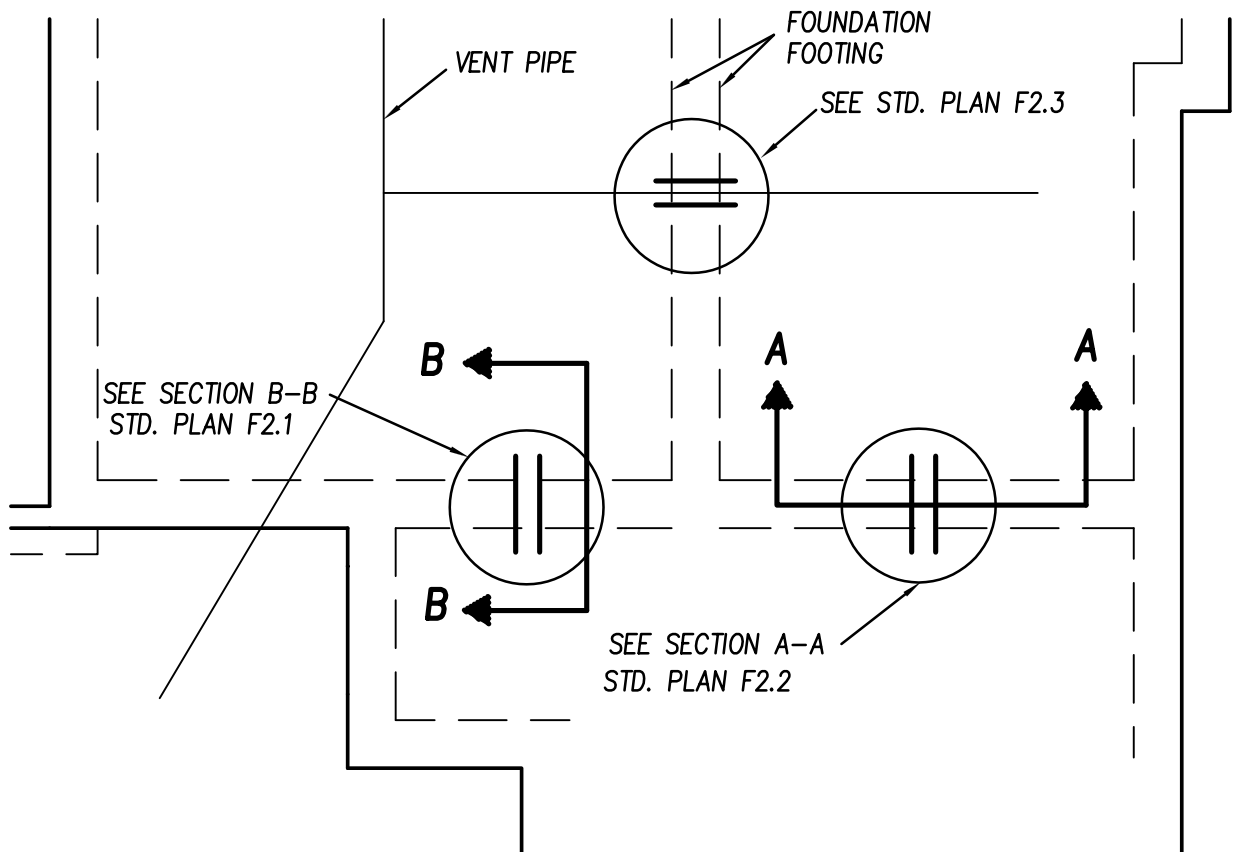 FOUNDATION
FOOTING
VENT PIPE
SEE STD. PLAN F2.3
A
A
B
SEE SECTION B-B
STD. PLAN F2.1
B
SEE SECTION A-A
STD. PLAN F2.2